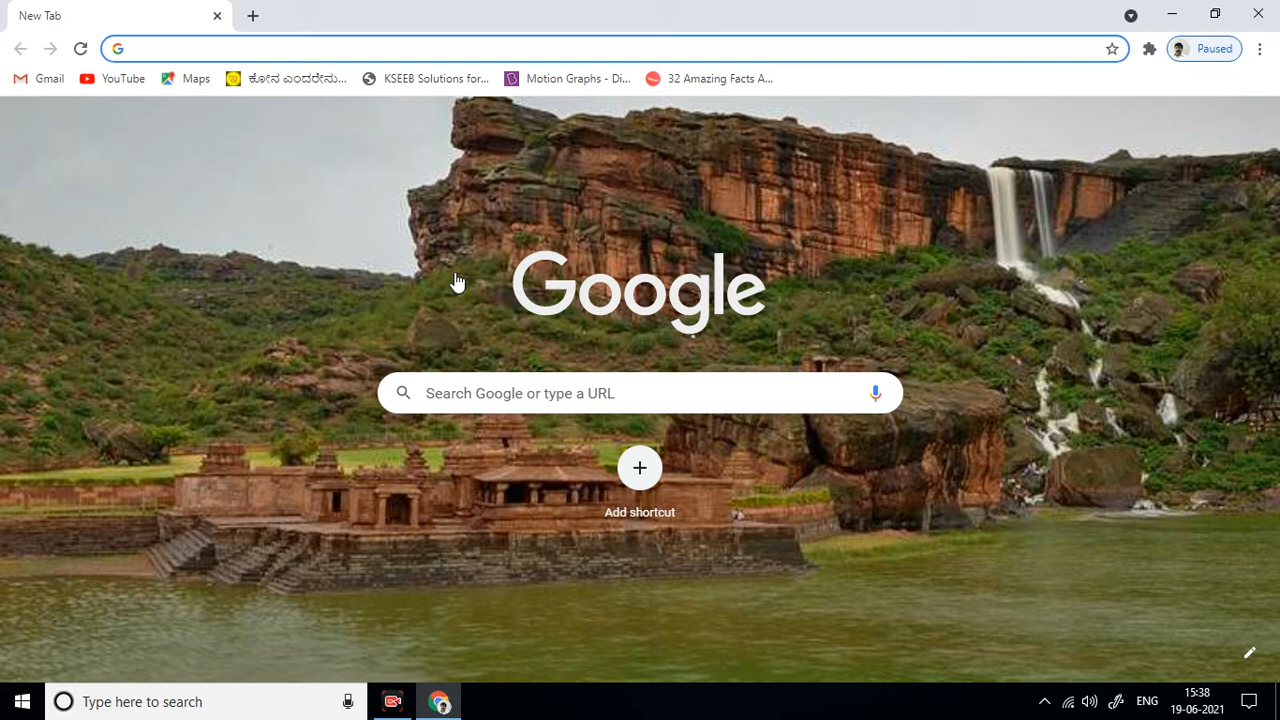 New Tab
Paused
Gmail YouTube Maps ಕೋನ ಎಂದರೇನು... KSEEB Solutions for... Motion Graphs - Di... 32 Amazing Facts A...
Google
Search Google or type a URL
Add shortcut
Type here to search
ENG
15:38
19-06-2021